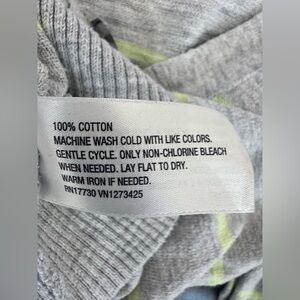 100% COTTON
MACHINE WASH COLD WITH LIKE COLORS.
GENTLE CYCLE. ONLY NON-CHLORINE BLEACH
WHEN NEEDED. LAY FLAT TO DRY.
WARM IRON IF NEEDED.
RN17730 VN1273425